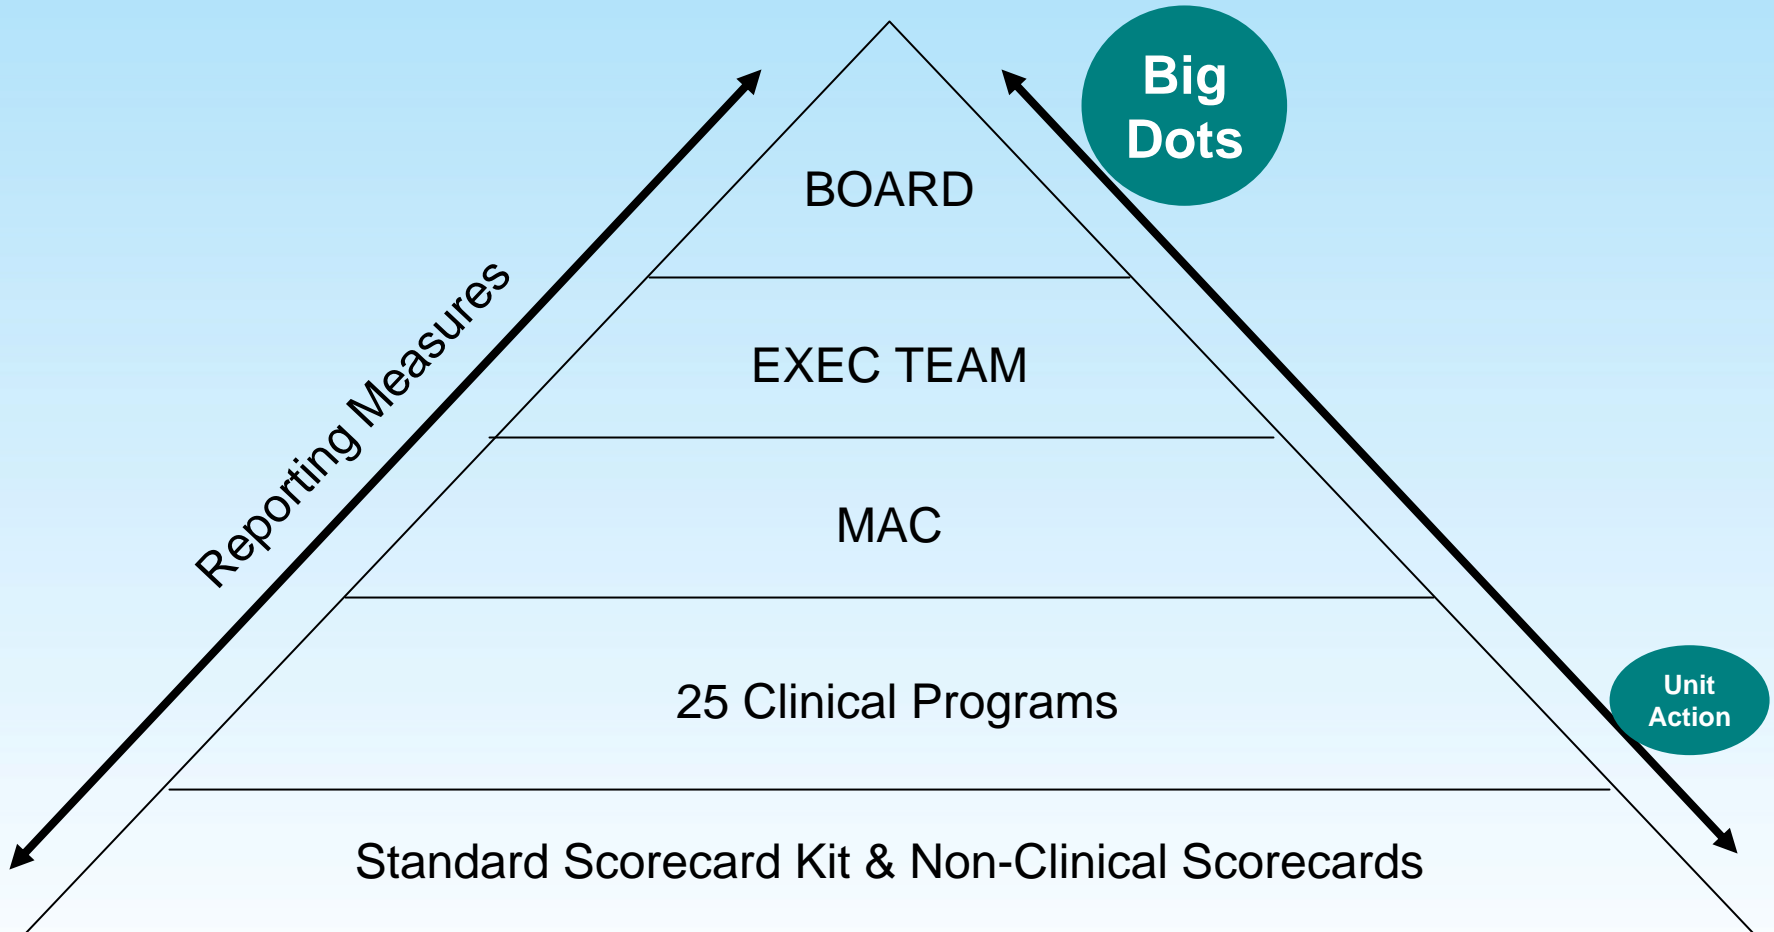 Big
Dots
BOARD
Reporting Measures
EXEC TEAM
MAC
25 Clinical Programs
Unit
Action
Standard Scorecard Kit & Non-Clinical Scorecards